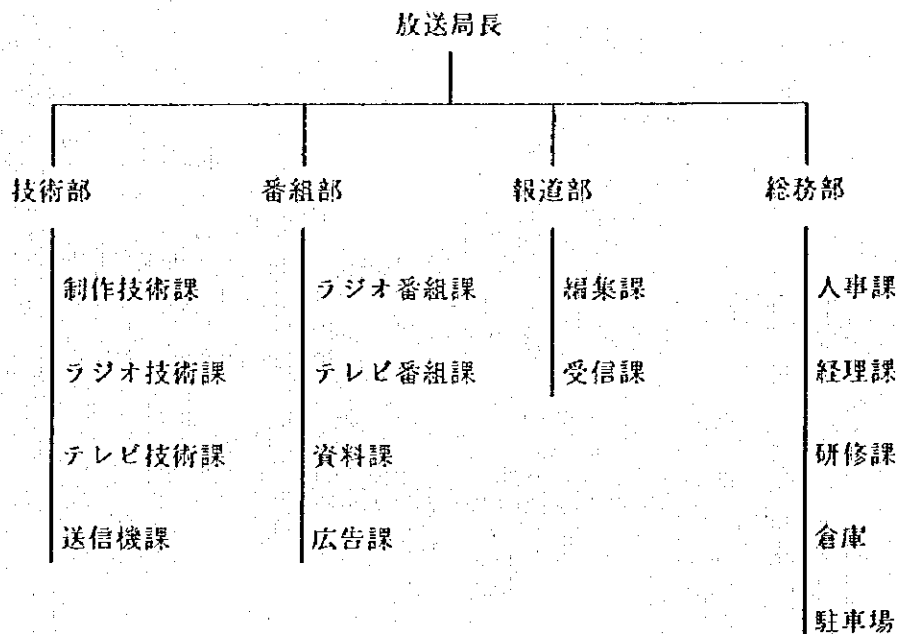 放送局長
技術部 番組部 報道部 総務部
制作技術課 ラジオ番組課 編集課 人事課
ラジオ技術課 テレビ番組課 受信課 経理課
テレビ技術課 資料課 研修課
送信機課 広告課 倉庫
駐車場